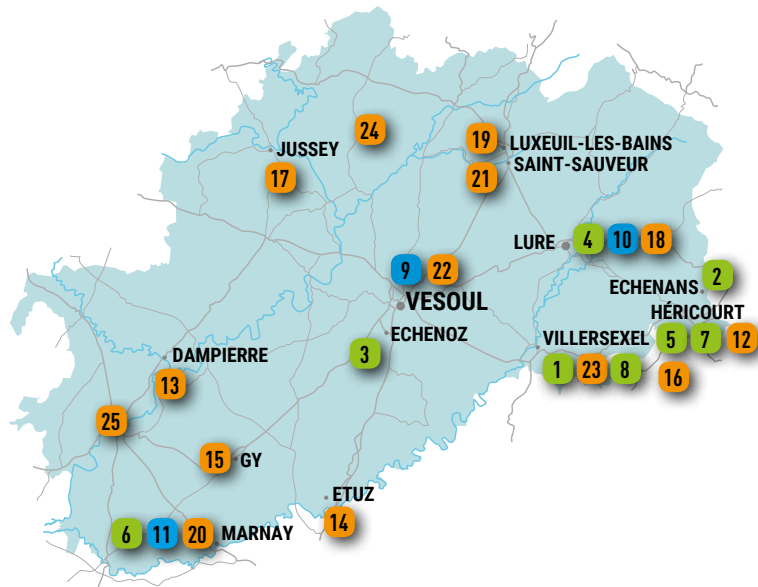 24
19
LUXEUIL-LES-BAINS
JUSSEY
SAINT-SAUVEUR
17
21
LURE
4 10 18
9 22
2
ECHENANS
VESOUL
HÉRICOURT
ECHENOZ
VILLERSEXEL
5 7 12
3
DAMPIERRE
1 23 8
16
13
25
15
GY
ETUZ
14
6 11 20
MARNAY